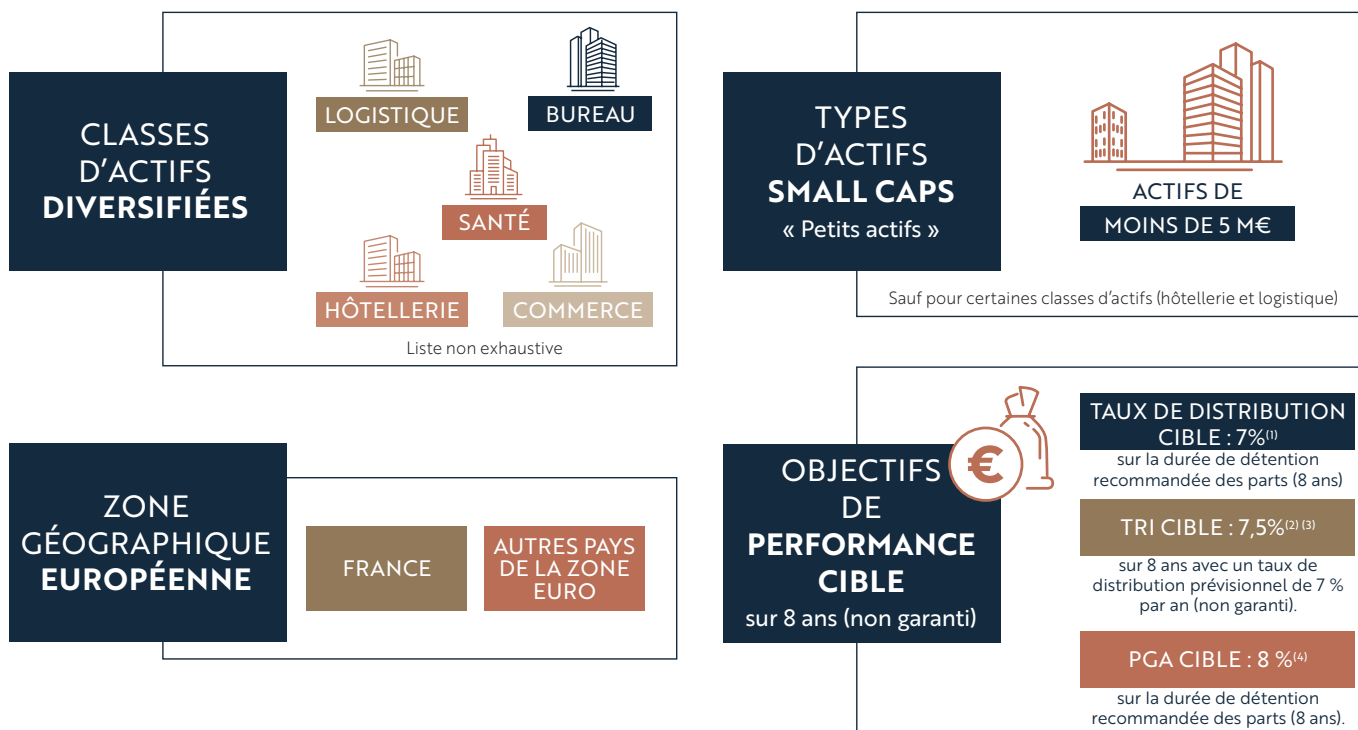 CLASSES
D'ACTIFS
DIVERSIFIÉES
LOGISTIQUE
BUREAU
SANTÉ
HÔTELLERIE
COMMERCE
Liste non exhaustive
TYPES
D'ACTIFS
SMALL CAPS
« Petits actifs »
ACTIFS DE
MOINS DE 5 M€
Sauf pour certaines classes d'actifs (hôtellerie et logistique)
ZONE
GÉOGRAPHIQUE
EUROPÉENNE
FRANCE
AUTRES PAYS
DE LA ZONE
EURO
OBJECTIFS
DE
PERFORMANCE
CIBLE
sur 8 ans (non garanti)
€
TAUX DE DISTRIBUTION
CIBLE : 7%(1)
sur la durée de détention
recommandée des parts (8 ans)
TRI CIBLE : 7,5%(2) (3)
sur 8 ans avec un taux de
distribution prévisionnel de 7 %
par an (non garanti).
PGA CIBLE : 8 %(4)
sur la durée de détention
recommandée des parts (8 ans).